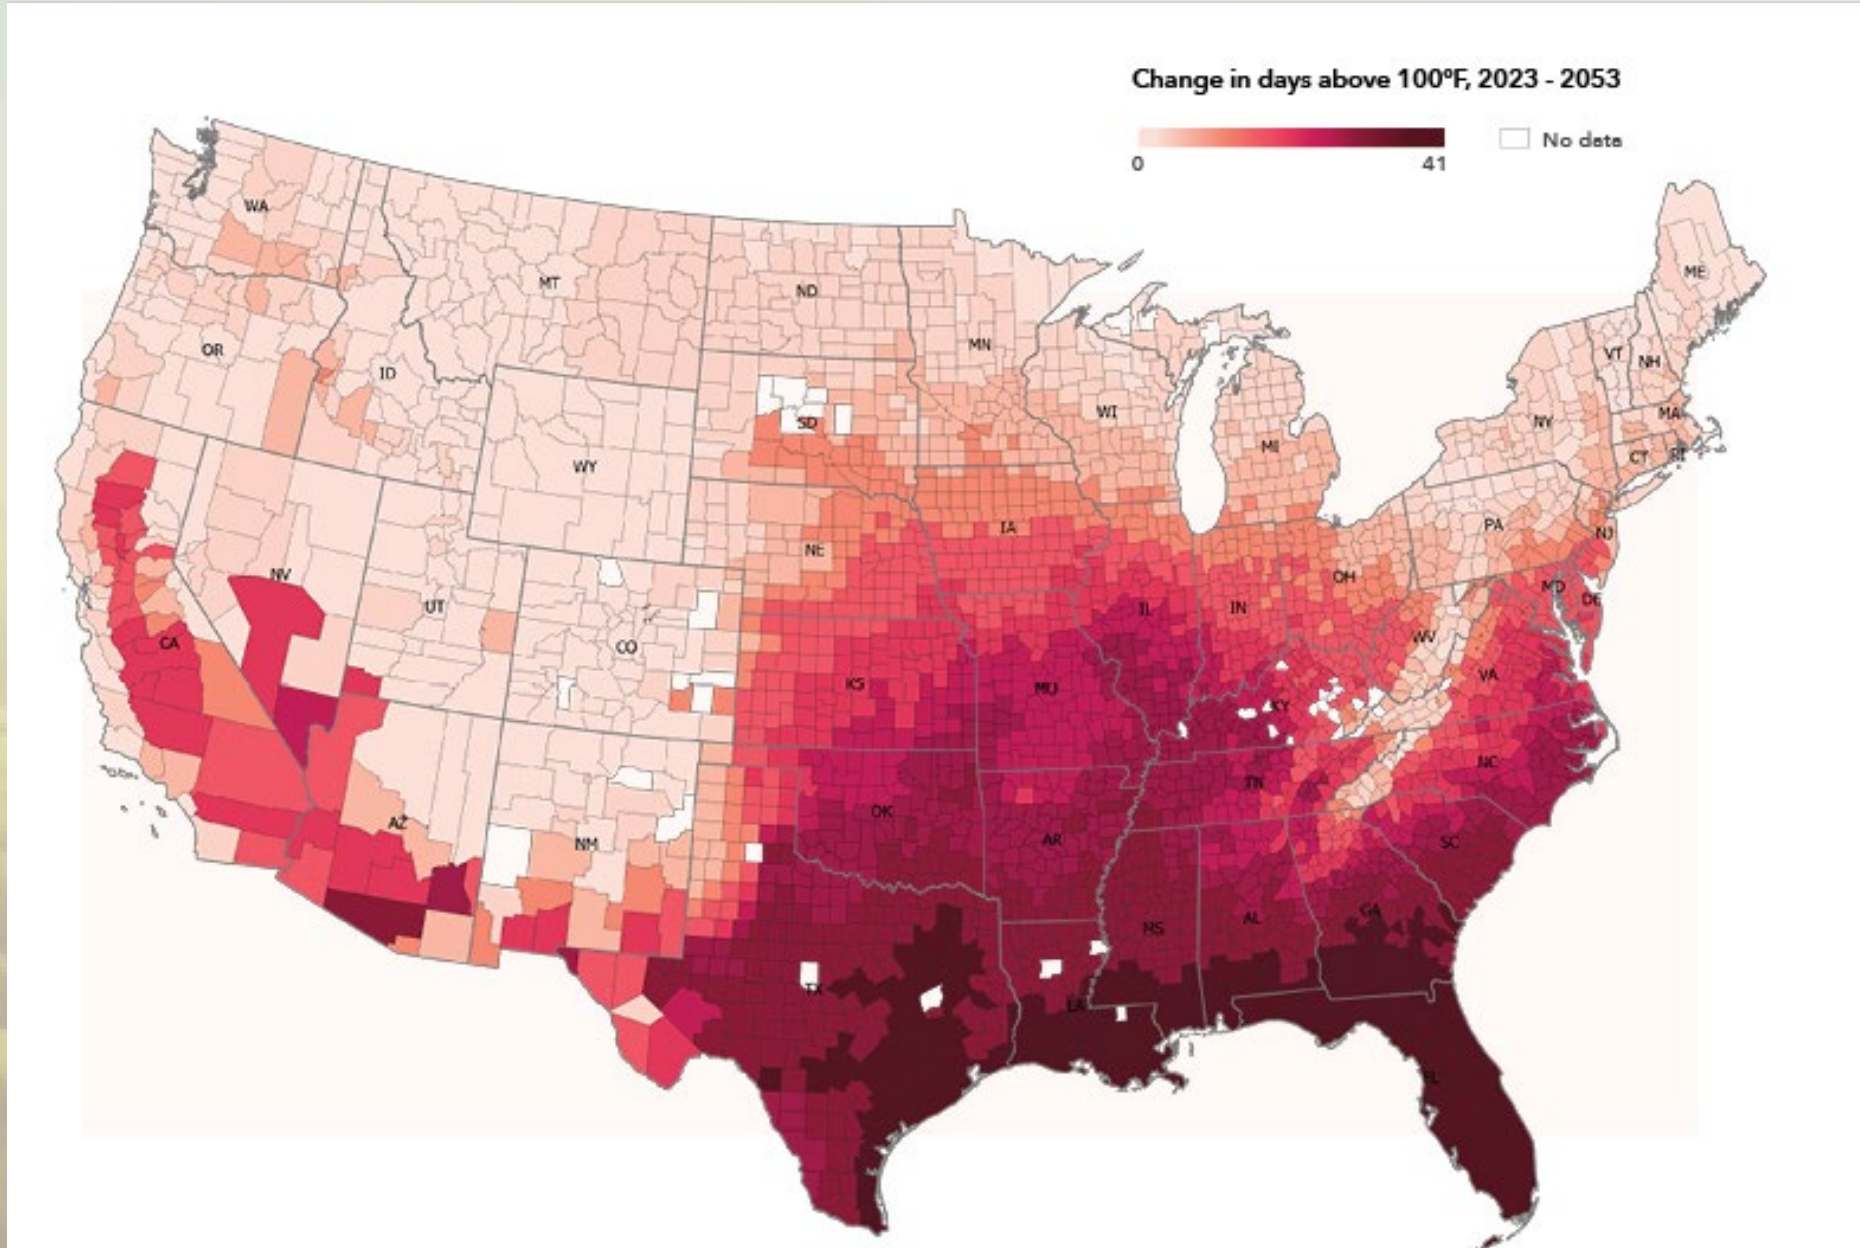 Change in days above 100ºF, 2023 - 2053
No data
0 41
WA
ME
MT
ND
OR
MN
VT
NH
ID
WI
MA
SD
NY
MI
CT RI
WY
IA
PA
NJ
NE
OH
NV
UT
IL
IN
MD
DE
CA
CO
WV
KS
MO
VA
KY
NC
TN
AZ
OK
NM
AR
SC
MS
AL
GA
TX
LA
FL